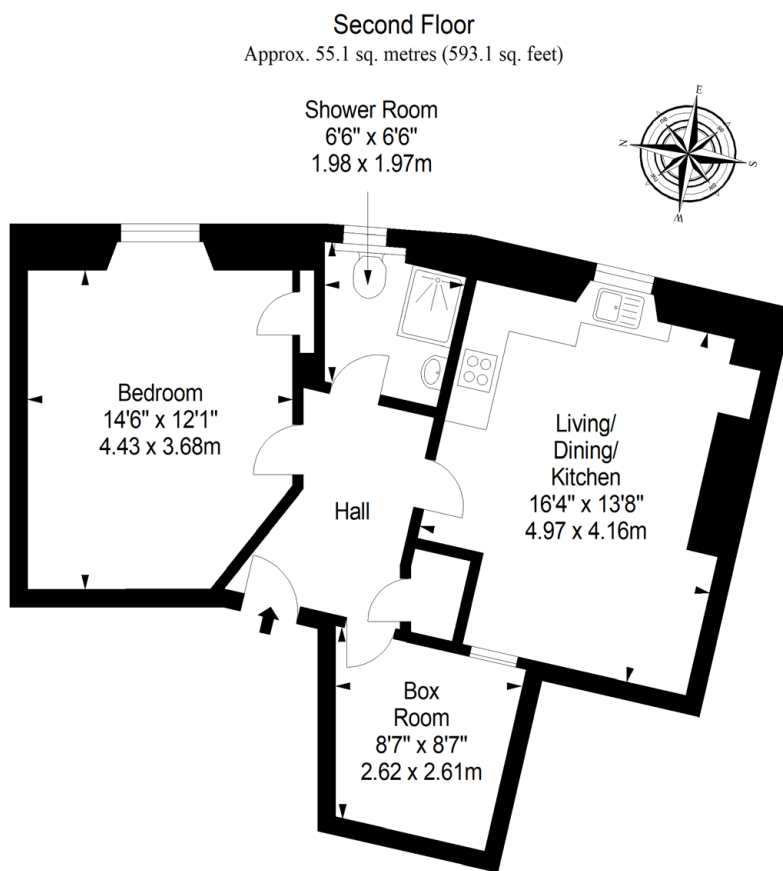 Second Floor
Approx. 55.1 sq. metres (593.1 sq. feet)
Shower Room
6'6" x 6'6"
1.98 x 1.97m
E
N
S
W
Bedroom
14'6" x 12'1"
4.43 x 3.68m
Living/
Dining/
Kitchen
16'4" x 13'8"
4.97 x 4.16m
Hall
Box
Room
8'7" x 8'7"
2.62 x 2.61m